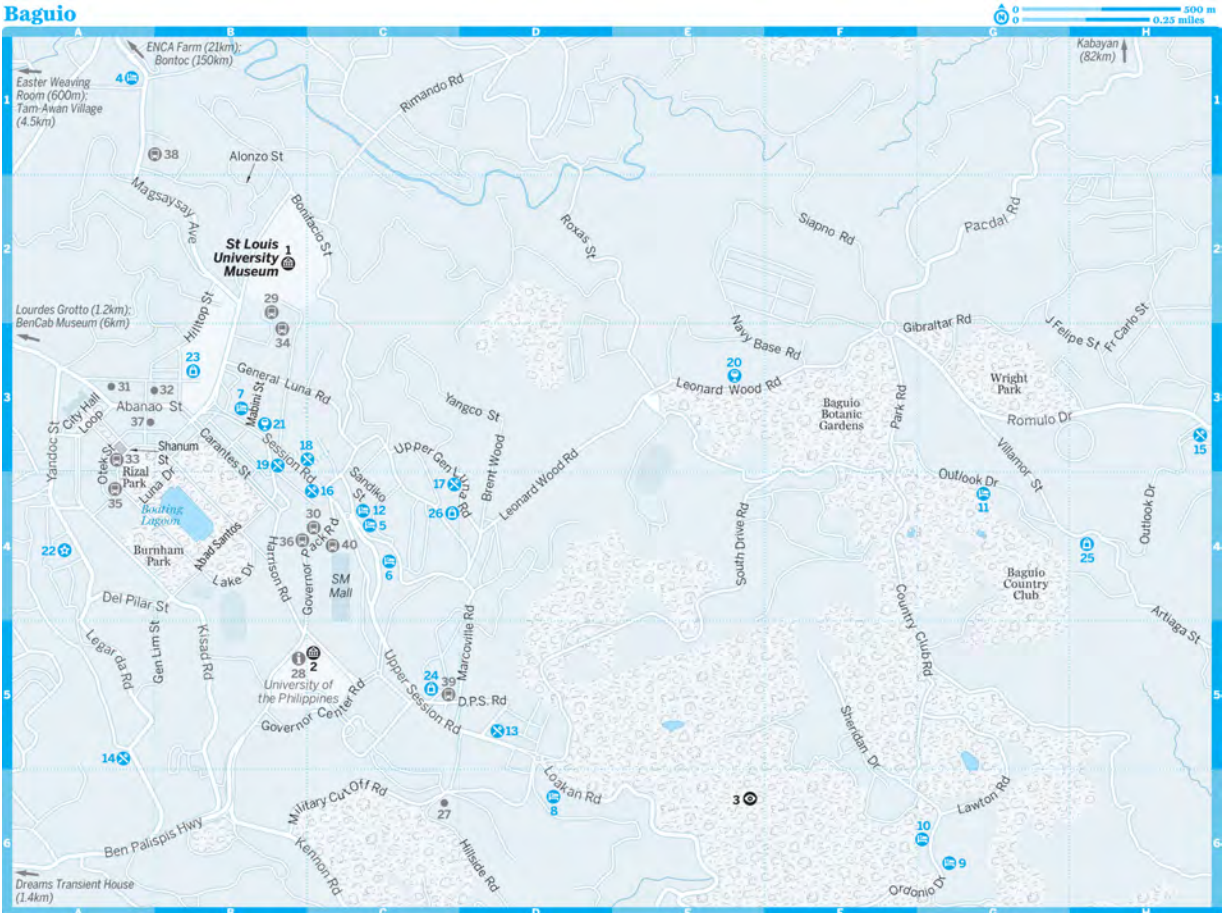 Baguio
0 500 m
0 0.25 miles
N
A B C D E F G H
1 1
2 2
3 3
4 4
5 5
6 6
ENCA Farm (21km);
Bontoc (150km)
Kabayan
(82km)
Easter Weaving
Room (600m);
Tam-Awan Village
(4.5km)
4
Rimando Rd
38
Alonzo St
Magsaysay Ave
Bonifacio St
Roxas St
Siapno Rd
Pacdal Rd
St Louis
University
Museum
1
29
34
Lourdes Grotto (1.2km);
BenCab Museum (6km)
Hilltop St
23
Navy Base Rd
Gibraltar Rd
J Felipe St
Fr Carlo St
20
Leonard Wood Rd
General Luna Rd
31
32
7
Mabini St
City Hall
Loop
Abanao St
37
21
Yangco St
Baguio
Botanic
Gardens
Park Rd
Wright
Park
Romulo Dr
15
Yandoc St
Otek St
33
Shanum
St
Carantes St
Session Rd
18
19
16
Sandiko
St
Upper Gen Luna Rd
17
Brent Wood
Leonard Wood Rd
26
Villamor St
Outlook Dr
11
Outlook Dr
Rizal
Park
35
Luna Dr
Boating
Lagoon
12
5
30
36
40
Governor Pack Rd
22
Burnham
Park
Abad Santos
Lake Dr
Harrison Rd
6
SM
Mall
South Drive Rd
25
Baguio
Country
Club
Country Club Rd
Artiaga St
Del Pilar St
Legarda Rd
Gen Lim St
Kisad Rd
28
2
University of
the Philippines
Governor Center Rd
Upper Session Rd
Marcoville Rd
24
39
D.P.S. Rd
13
Sheridan Dr
14
Military Cut Off Rd
27
Loakan Rd
8
3
Lawton Rd
10
9
Ordonio Dr
Ben Palispis Hwy
Kennon Rd
Hillside Rd
Dreams Transient House
(1.4km)